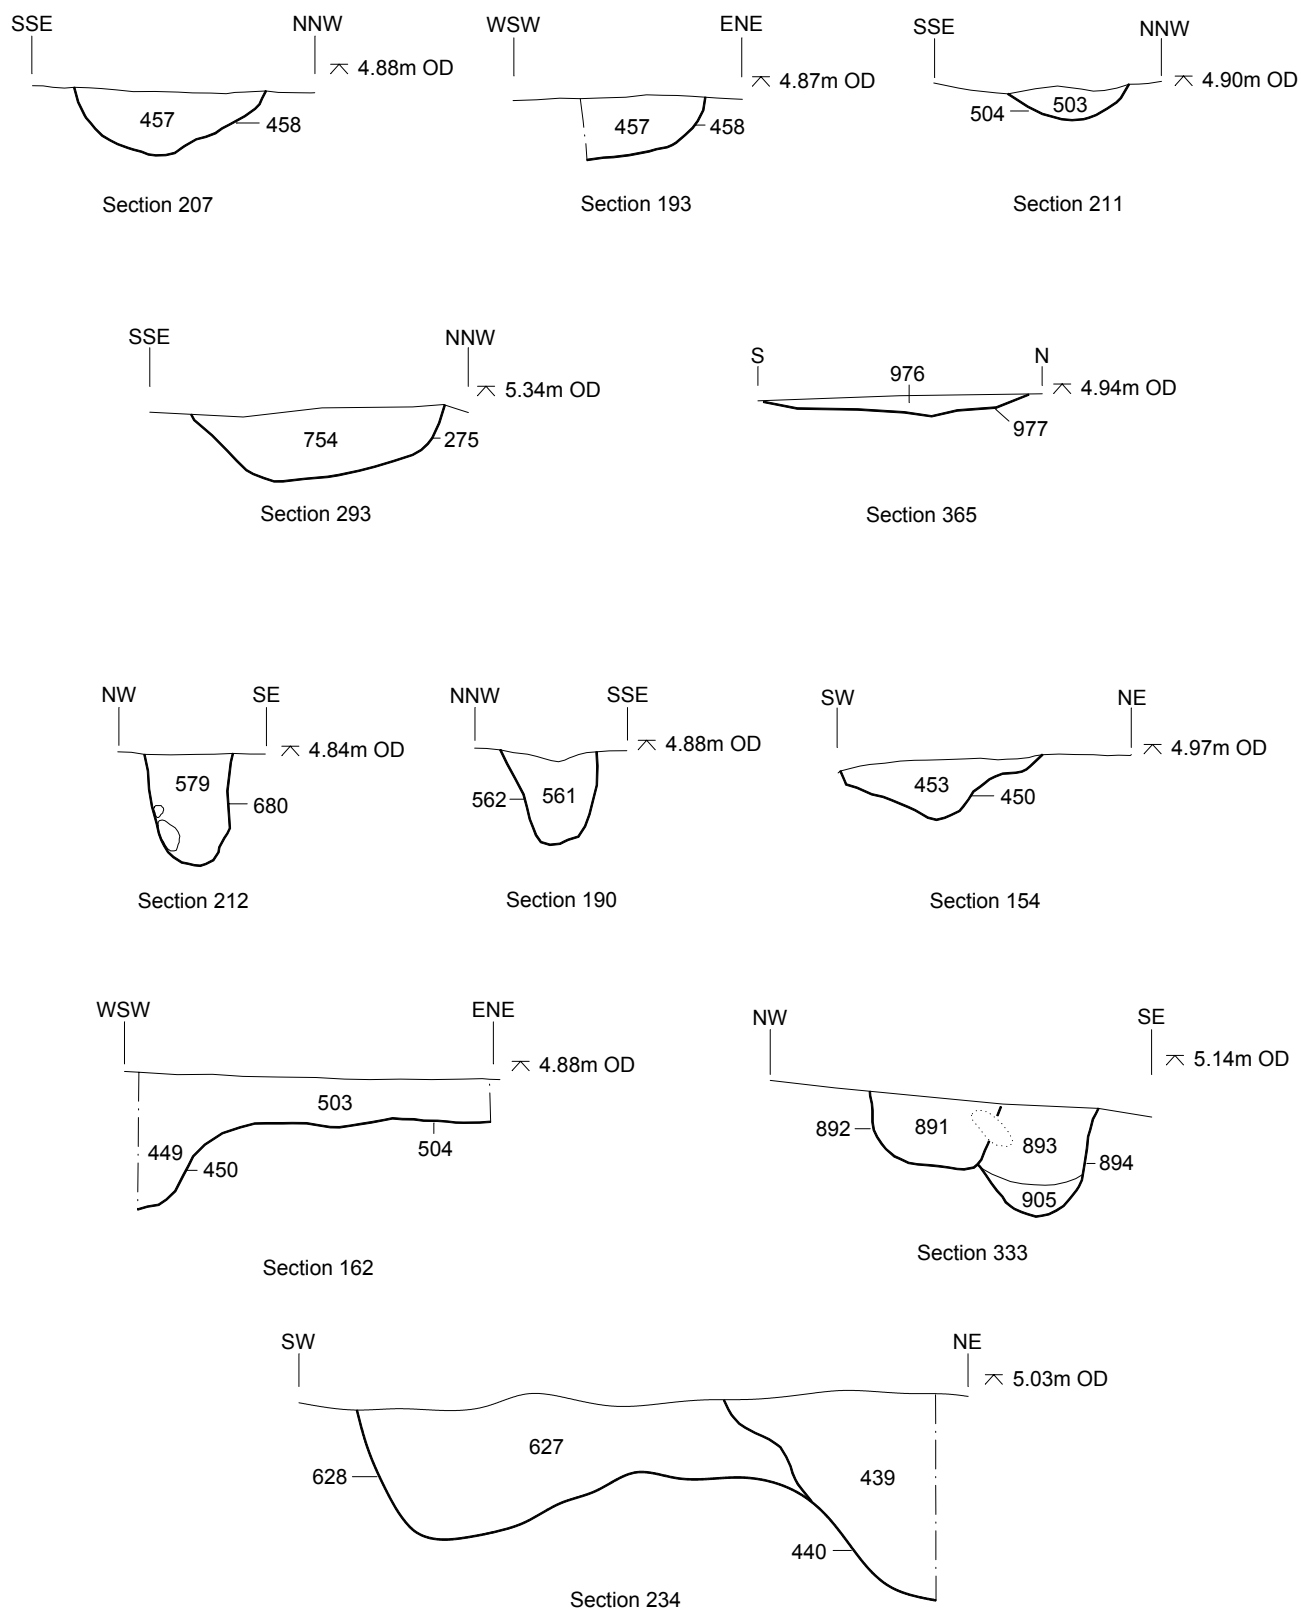 SSE NNW 4.88m OD
457 458
Section 207
WSW ENE 4.87m OD
457 458
Section 193
SSE NNW 4.90m OD
504 503
Section 211
SSE NNW 5.34m OD
754 275
Section 293
S N 4.94m OD
976
977
Section 365
NW SE 4.84m OD
579
680
Section 212
NNW SSE 4.88m OD
562 561
Section 190
SW NE 4.97m OD
453 450
Section 154
WSW ENE 4.88m OD
503
449 450 504
Section 162
NW SE 5.14m OD
892 891 893 894
905
Section 333
SW NE 5.03m OD
627
628 439
440
Section 234